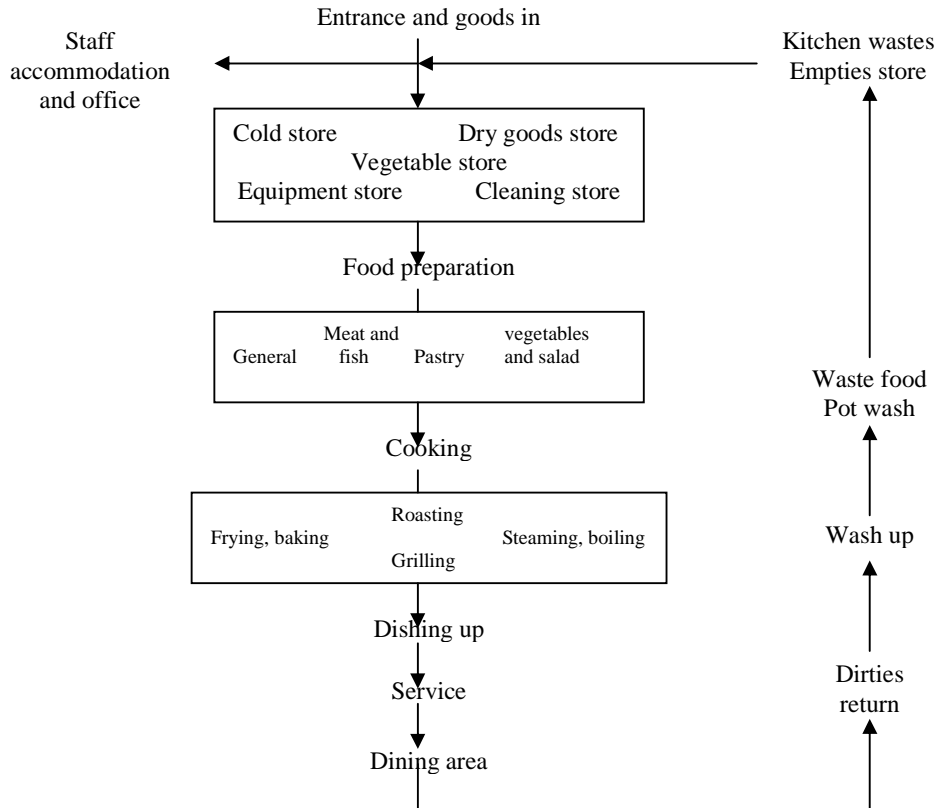 Entrance and goods in
Staff
accommodation
and office
Kitchen wastes
Empties store
Cold store
Dry goods store
Vegetable store
Equipment store
Cleaning store
Food preparation
General
Meat and
fish
Pastry
vegetables
and salad
Cooking
Frying, baking
Roasting
Grilling
Steaming, boiling
Dishing up
Service
Dining area
Dirties
return
Wash up
Waste food
Pot wash